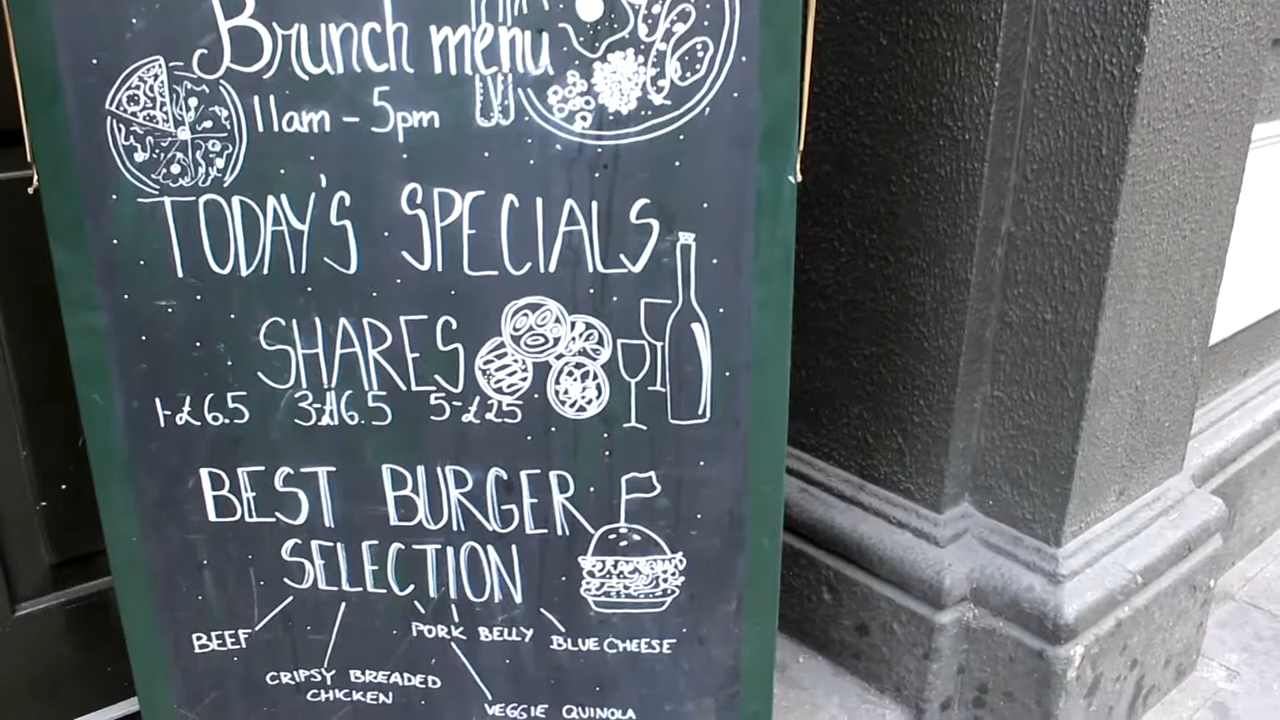 Brunch menu
11am - 5pm
TODAY'S SPECIALS
SHARES
1-£6.5 3-£16.5 5-£25
BEST BURGER
SELECTION
BEEF
PORK BELLY
BLUE CHEESE
CRIPSY BREADED
CHICKEN
VEGGIE QUINOLA